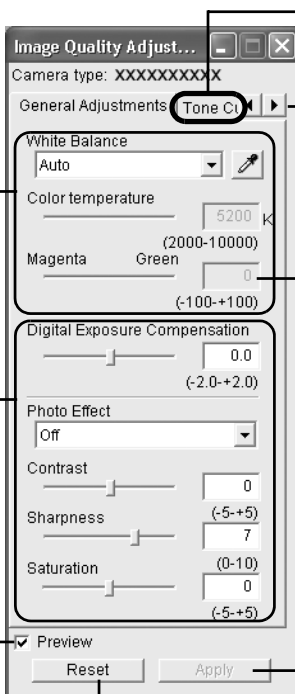 Image Quality Adjust...
Camera type: XXXXXXXXXX
General Adjustments Tone Cu
White Balance
Auto
Color temperature
5200 K
(2000-10000)
Magenta Green
0
(-100-+100)
Digital Exposure Compensation
0.0
(-2.0-+2.0)
Photo Effect
Off
Contrast
0
(-5-+5)
Sharpness
7
(0-10)
Saturation
0
(-5-+5)
Preview
Reset Apply